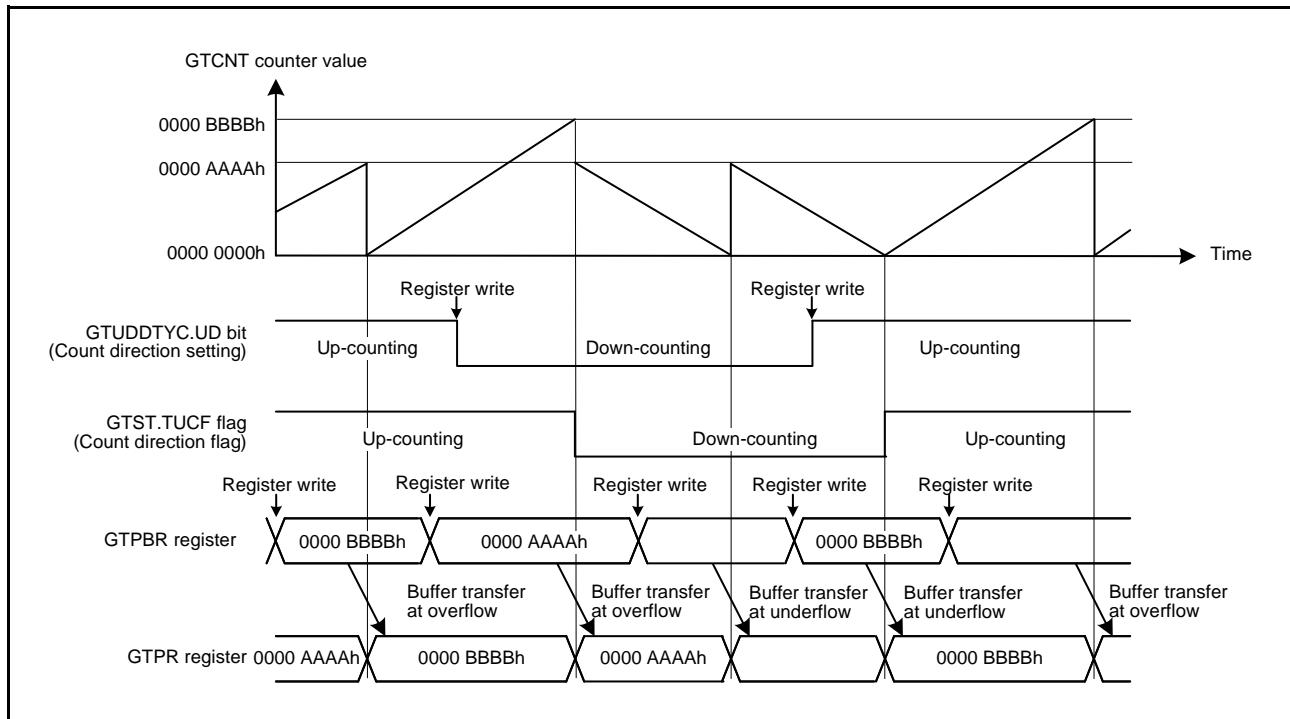 GTCNT counter value
0000 BBBBh
0000 AAAAh
0000 0000h
Time
Register write
Register write
GTUDDTYC.UD bit
(Count direction setting)
Up-counting
Down-counting
Up-counting
GTST.TUCF flag
(Count direction flag)
Up-counting
Down-counting
Up-counting
Register write
Register write
Register write
Register write
Register write
GTPBR register
0000 BBBBh
0000 AAAAh
0000 BBBBh
Buffer transfer
at overflow
Buffer transfer
at overflow
Buffer transfer
at underflow
Buffer transfer
at underflow
Buffer transfer
at overflow
GTPR register
0000 AAAAh
0000 BBBBh
0000 AAAAh
0000 BBBBh